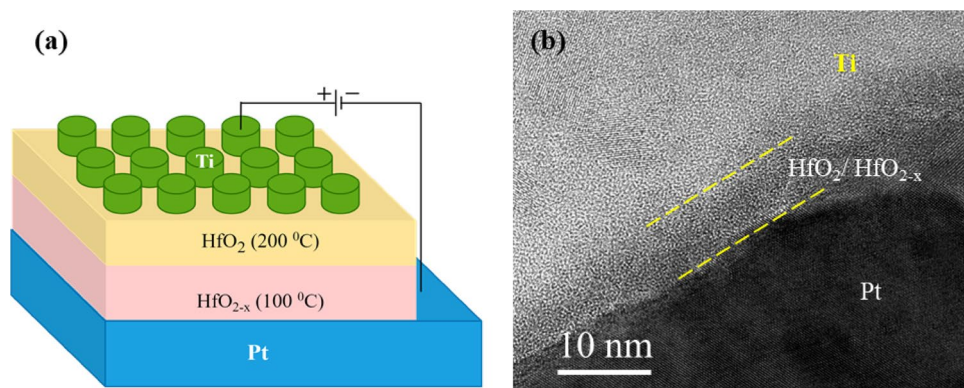 (a)
+ −
Ti
HfO₂ (200 ⁰C)
HfO₂₋ₓ (100 ⁰C)
Pt
(b)
Ti
HfO₂/ HfO₂₋ₓ
Pt
10 nm